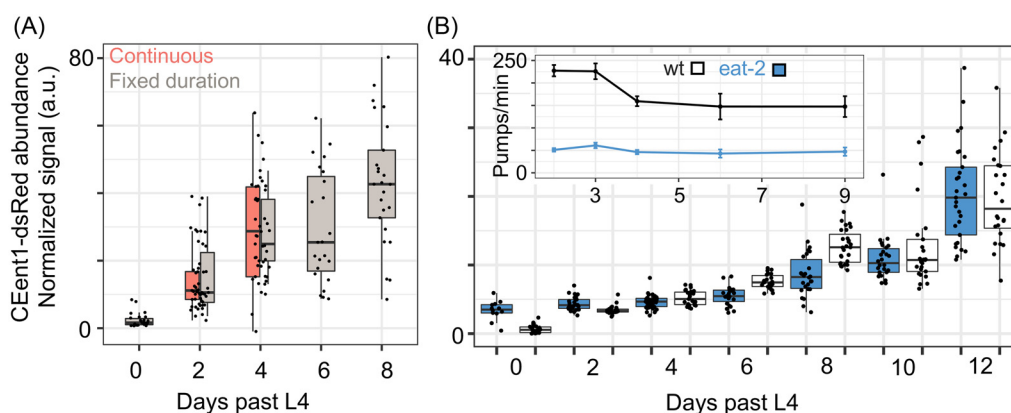 (A)
CEent1-dsRed abundance
Normalized signal (a.u.)
80
0
Continuous
Fixed duration
0 2 4 6 8
Days past L4
(B)
40
0
Pumps/min
250
0
wt eat-2
3 5 7 9
0 2 4 6 8 10 12
Days past L4